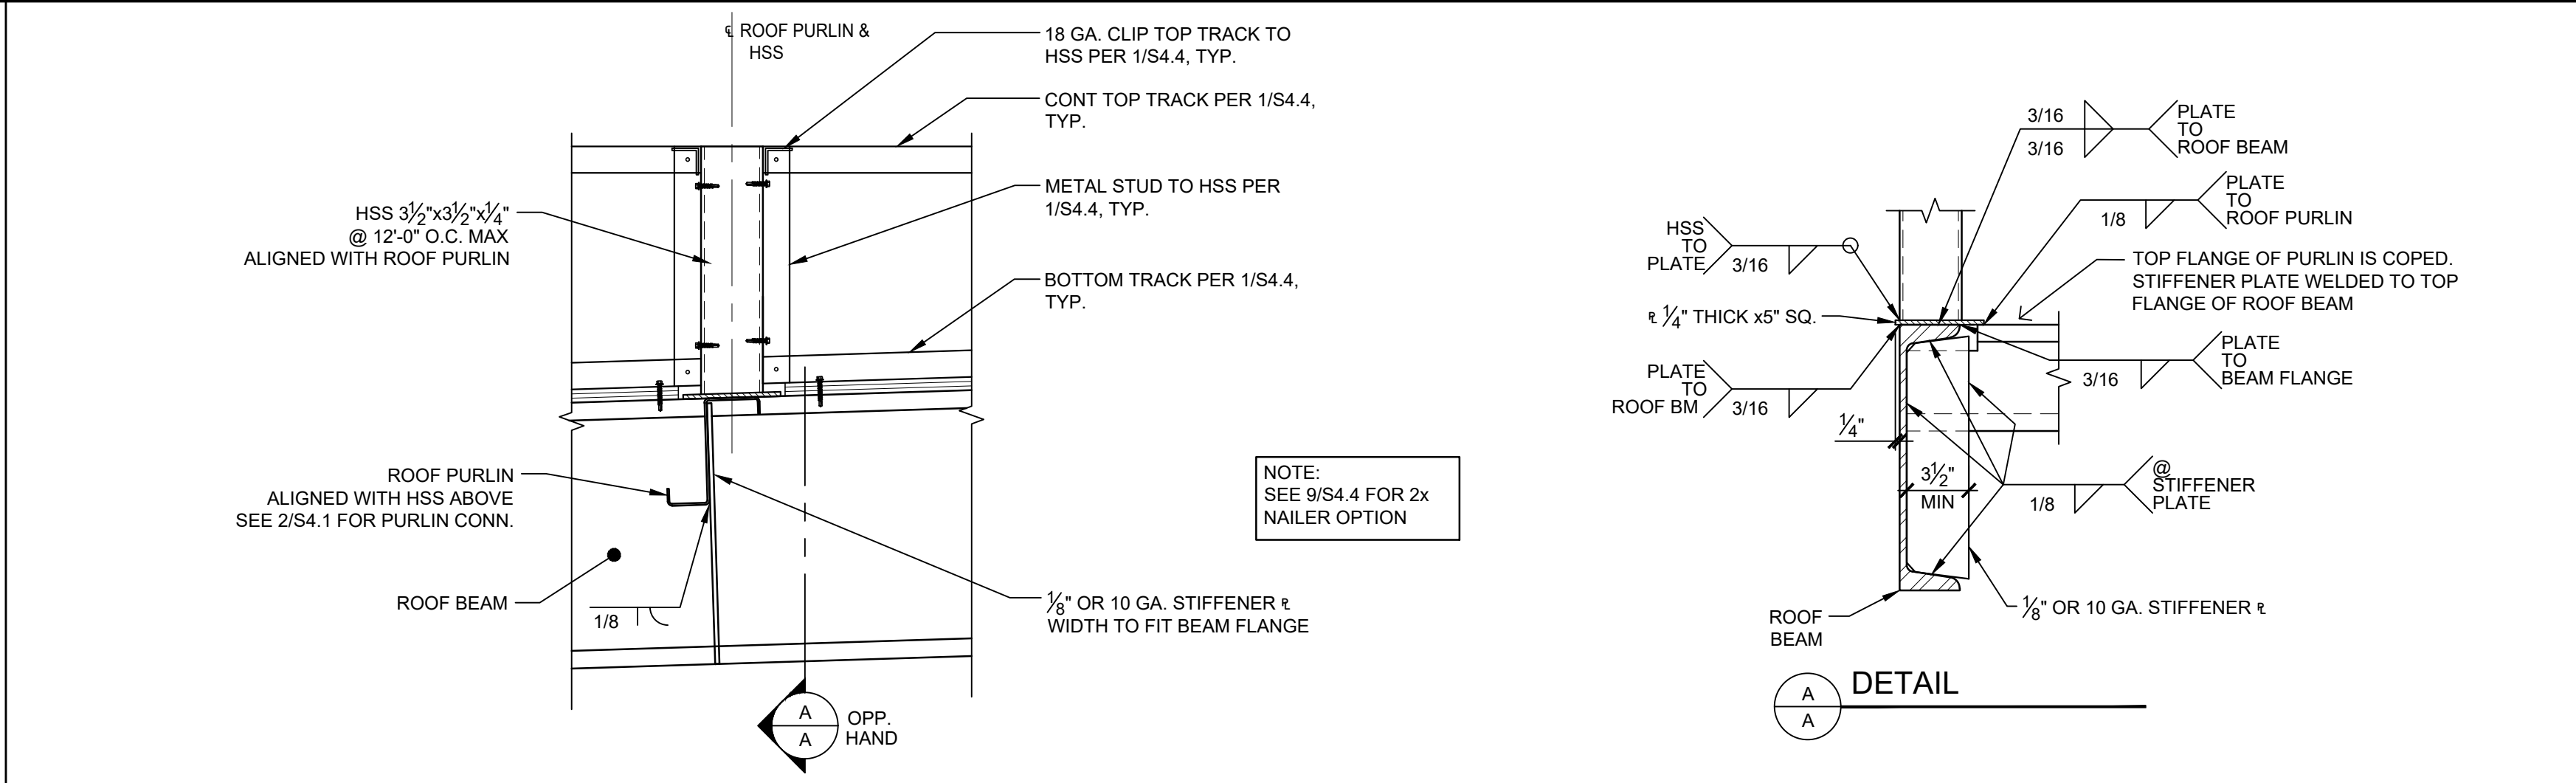 ℄ ROOF PURLIN &
HSS
18 GA. CLIP TOP TRACK TO
HSS PER 1/S4.4, TYP.
CONT TOP TRACK PER 1/S4.4,
TYP.
HSS 3½"x3½"x¼"
@ 12'-0" O.C. MAX
ALIGNED WITH ROOF PURLIN
METAL STUD TO HSS PER
1/S4.4, TYP.
BOTTOM TRACK PER 1/S4.4,
TYP.
ROOF PURLIN
ALIGNED WITH HSS ABOVE
SEE 2/S4.1 FOR PURLIN CONN.
ROOF BEAM
1/8
⅛" OR 10 GA. STIFFENER ℄
WIDTH TO FIT BEAM FLANGE
A
A
OPP.
HAND
NOTE:
SEE 9/S4.4 FOR 2x
NAILER OPTION
3/16
3/16
PLATE
TO
ROOF BEAM
PLATE
TO
ROOF PURLIN
1/8
HSS
TO
PLATE
3/16
TOP FLANGE OF PURLIN IS COPED.
STIFFENER PLATE WELDED TO TOP
FLANGE OF ROOF BEAM
℄ ¼" THICK x5" SQ.
PLATE
TO
BEAM FLANGE
3/16
PLATE
TO
ROOF BM
3/16
¼"
3½"
MIN
@
STIFFENER
PLATE
1/8
⅛" OR 10 GA. STIFFENER ℄
ROOF
BEAM
A
A
DETAIL